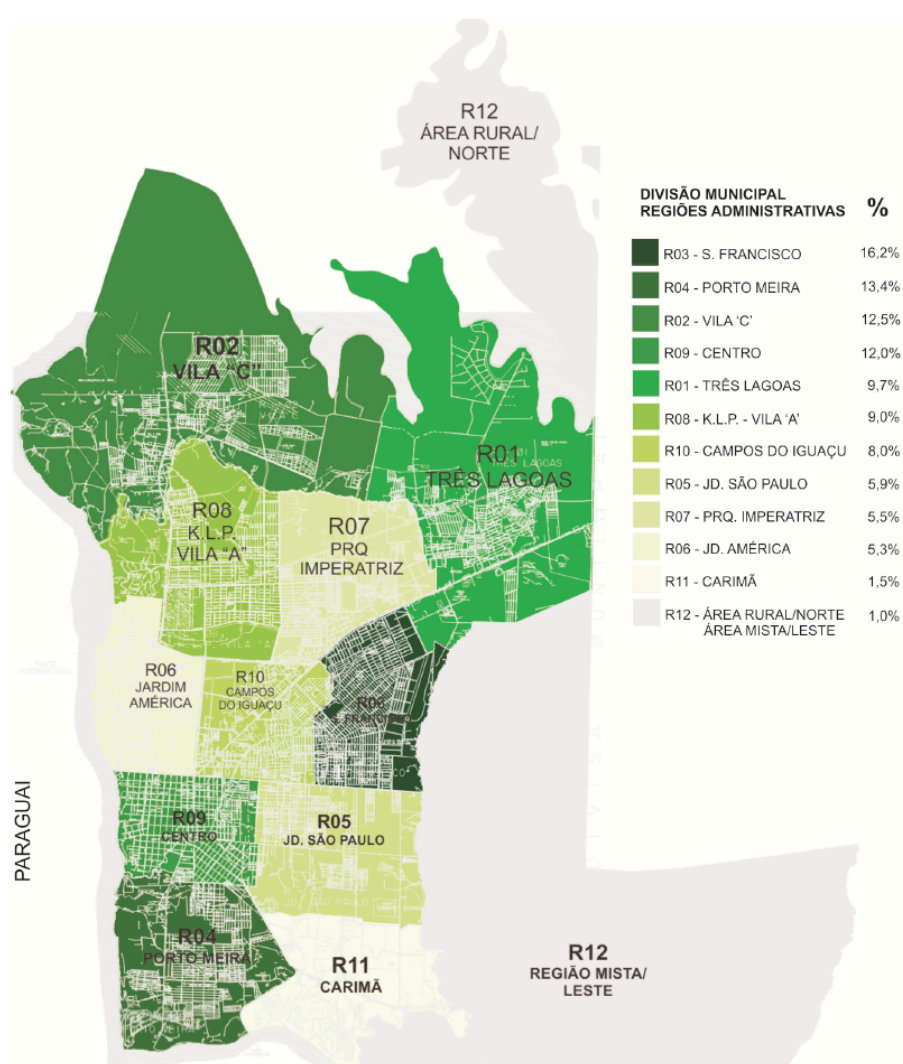 R12
ÁREA RURAL/
NORTE
DIVISÃO MUNICIPAL
REGIÕES ADMINISTRATIVAS %
R03 - S. FRANCISCO 16,2%
R04 - PORTO MEIRA 13,4%
R02 - VILA ‘C’ 12,5%
R09 - CENTRO 12,0%
R01 - TRÊS LAGOAS 9,7%
R08 - K.L.P. - VILA ‘A’ 9,0%
R10 - CAMPOS DO IGUAÇU 8,0%
R05 - JD. SÃO PAULO 5,9%
R07 - PRQ. IMPERATRIZ 5,5%
R06 - JD. AMÉRICA 5,3%
R11 - CARIMÃ 1,5%
R12 - ÁREA RURAL/NORTE 1,0%
ÁREA MISTA/LESTE
R02
VILA “C”
R01
TRÊS LAGOAS
TRÊS LAGOAS
R08
K.L.P.
VILA “A”
R07
PRQ
IMPERATRIZ
VILA "A"
R06
JARDIM
AMÉRICA
R10
CAMPOS
DO IGUAÇU
S. FRANCISCO
R09
CENTRO
R05
JD. SÃO PAULO
PARAGUAI
R04
PORTO MEIRA
R11
CARIMÃ
R12
REGIÃO MISTA/
LESTE